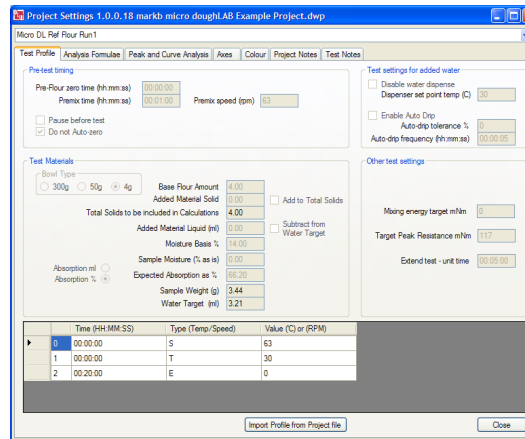 Project Settings 1.0.0.18 markb micro doughLAB Example Project.dwp
Micro DL Ref Flour Run1
Test Profile Analysis Formulae Peak and Curve Analysis Axes Colour Project Notes Test Notes
Pre-test timing
Pre-Flour zero time (hh:mm:ss) 00:00:00
Premix time (hh:mm:ss) 00:01:00 Premix speed (rpm) 63
Pause before test
Do not Auto-zero
Test settings for added water
Disable water dispense
Dispenser set point temp (C) 30
Enable Auto Drip
Auto-drip tolerance % 0
Auto-drip frequency (hh:mm:ss) 00:00:05
Test Materials
Bowl Type
300g 50g 4g
Base Flour Amount 4.00
Added Material Solid 0.00 Add to Total Solids
Total Solids to be included in Calculations 4.00
Added Material Liquid (ml) 0.00 Subtract from Water Target
Moisture Basis % 14.00
Sample Moisture (% as is) 0.00
Absorption ml
Absorption %
Expected Absorption as % 66.20
Sample Weight (g) 3.44
Water Target (ml) 3.21
Other test settings
Mixing energy target mNm 0
Target Peak Resistance mNm 117
Extend test - unit time 00:05:00
Time (HH:MM:SS) Type (Temp/Speed) Value (C) or (RPM)
0 00:00:00 S 63
1 00:00:00 T 30
2 00:20:00 E 0
Import Profile from Project file
Close